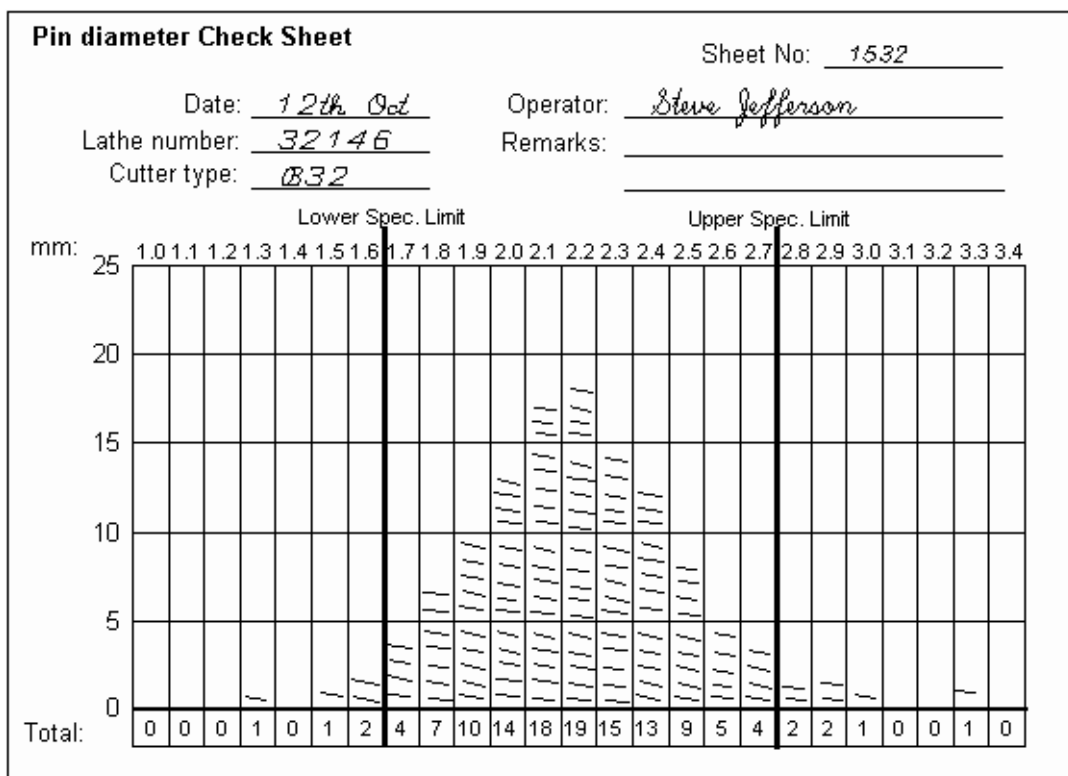 Pin diameter Check Sheet
Sheet No: 1532
Date: 12th Oct Operator: Steve Jefferson
Lathe number: 32146 Remarks:
Cutter type: B32
Lower Spec. Limit Upper Spec. Limit
mm: 1.0 1.1 1.2 1.3 1.4 1.5 1.6 1.7 1.8 1.9 2.0 2.1 2.2 2.3 2.4 2.5 2.6 2.7 2.8 2.9 3.0 3.1 3.2 3.3 3.4
25
20
15
10
5
0
Total: 0 0 0 1 0 1 2 4 7 10 14 18 19 15 13 9 5 4 2 2 1 0 0 1 0